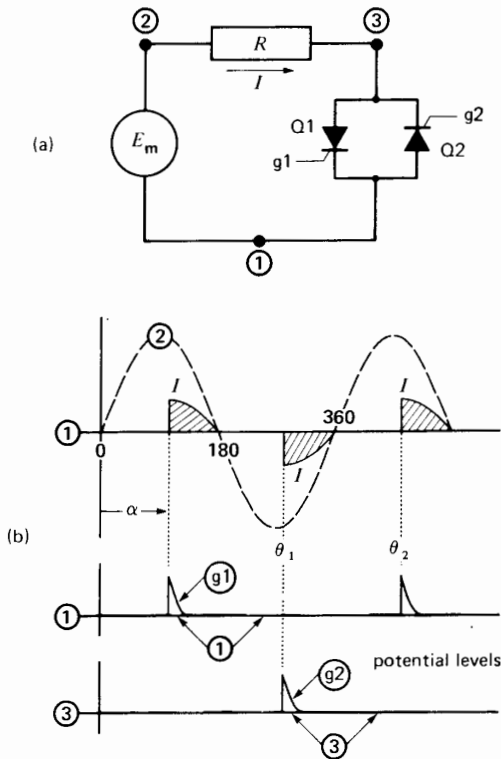 ② ③
R
I
(a)
E_m
Q1 g2
g1 Q2
①
②
I I
360
① 0 180
I
α
(b)
θ₁ θ₂
g1
①
①
potential levels
g2
③
③